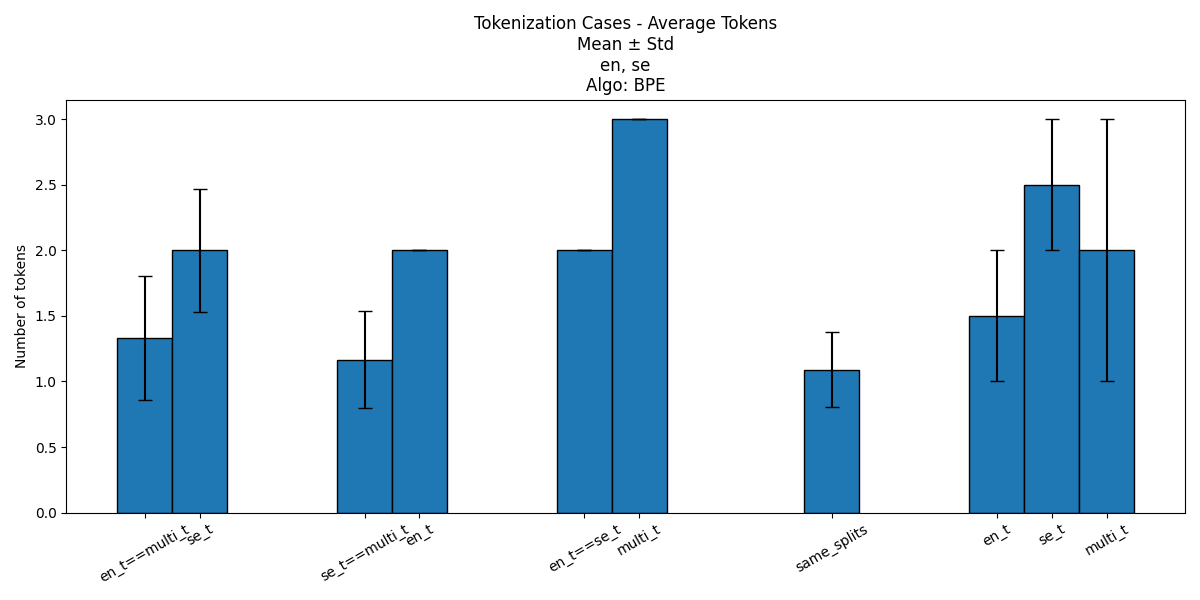 Tokenization Cases - Average Tokens
Mean ± Std
en, se
Algo: BPE
Number of tokens
3.0
2.5
2.0
1.5
1.0
0.5
0.0
en_t==multi_t
se_t
se_t==multi_t
en_t
en_t==se_t
multi_t
same_splits
en_t
se_t
multi_t